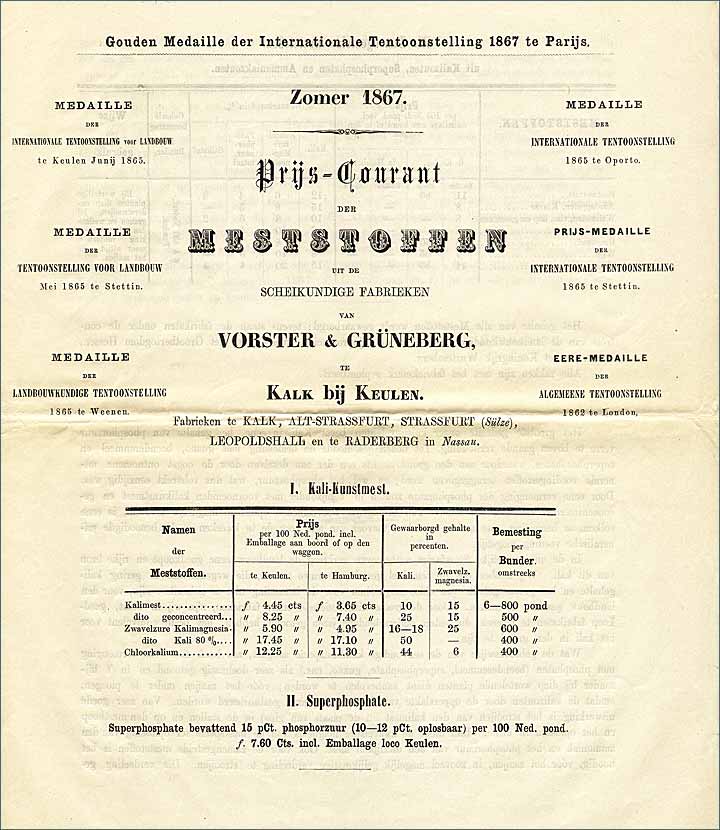 Gouden Medaille der Internationale Tentoonstelling 1867 te Parijs.
Zomer 1867.
MEDAILLE
DER
INTERNATIONALE TENTOONSTELLING voor LANDBOUW
te Keulen Junij 1865.
MEDAILLE
DER
INTERNATIONALE TENTOONSTELLING
1865 te Oporto.
Prijs-Courant
DER
MESTSTOFFEN
UIT DE
SCHEIKUNDIGE FABRIEKEN
VAN
VORSTER & GRÜNEBERG,
TE
KALK bij KEULEN.
MEDAILLE
DER
TENTOONSTELLING VOOR LANDBOUW
Mei 1865 te Stettin.
PRIJS-MEDAILLE
DER
INTERNATIONALE TENTOONSTELLING
1865 te Stettin.
MEDAILLE
DER
LANDBOUWKUNDIGE TENTOONSTELLING
1865 te Weenen.
EERE-MEDAILLE
DER
ALGEMEENE TENTOONSTELLING
1862 te London.
Fabrieken te KALK, ALT-STRASSFURT, STRASSFURT (Sülze),
LEOPOLDSHALL en te RADERBERG in Nassau.
I. Kali-Kunstmest.
Namen
der
Meststoffen.
Prijs
per 100 Ned. pond. incl.
Emballage aan boord of op den
waggon.
te Keulen. te Hamburg.
Gewaarborgd gehalte
in
percenten.
Kali. Zwavelz. magnesia.
Bemesting
per
Bunder.
omstreeks
Kalimest............... f 4.45 cts f 3.65 cts 10 15 6—800 pond
dito geconcentreed... „ 8.25 „ „ 7.40 „ 25 15 500 „
Zwavelzure Kalimagnesia. „ 5.90 „ „ 4.95 „ 16—18 25 600 „
dito Kali 80 %... „ 17.45 „ „ 17.10 „ 50 — 400 „
Chloorkalium............ „ 12.25 „ „ 11.30 „ 44 6 400 „
II. Superphosphate.
Superphosphate bevattend 15 pCt. phosphorzuur (10—12 pCt. oplosbaar) per 100 Ned. pond.
f. 7.60 Cts. incl. Emballage loco Keulen.